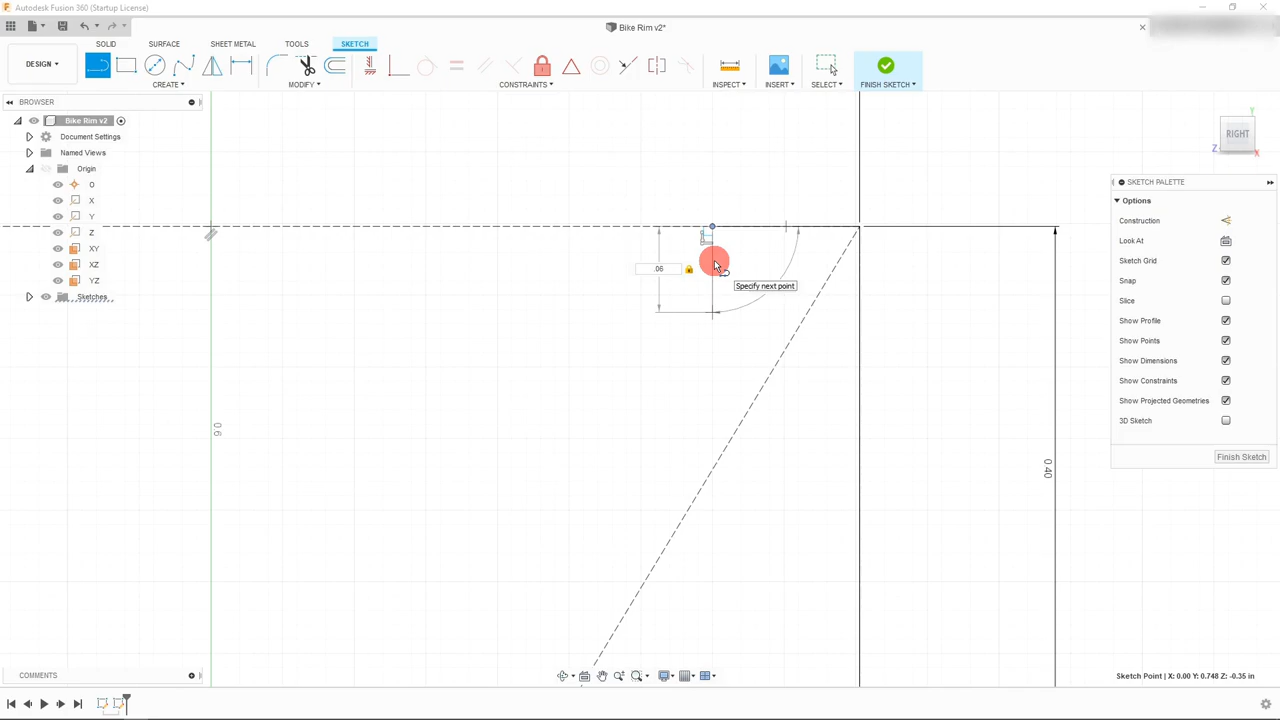 Autodesk Fusion 360 (Startup License)
Bike Rim v2*
DESIGN
SOLID
SURFACE
SHEET METAL
TOOLS
SKETCH
CREATE
MODIFY
CONSTRAINTS
INSPECT
INSERT
SELECT
FINISH SKETCH
BROWSER
Bike Rim v2
Document Settings
Named Views
Origin
O
X
Y
Z
XY
XZ
YZ
Sketches
.06
Specify next point
0.6
0.40
Y
RIGHT
Z
X
SKETCH PALETTE
Options
Construction
Look At
Sketch Grid
Snap
Slice
Show Profile
Show Points
Show Dimensions
Show Constraints
Show Projected Geometries
3D Sketch
Finish Sketch
COMMENTS
Sketch Point | X: 0.00 Y: 0.748 Z: -0.35 in